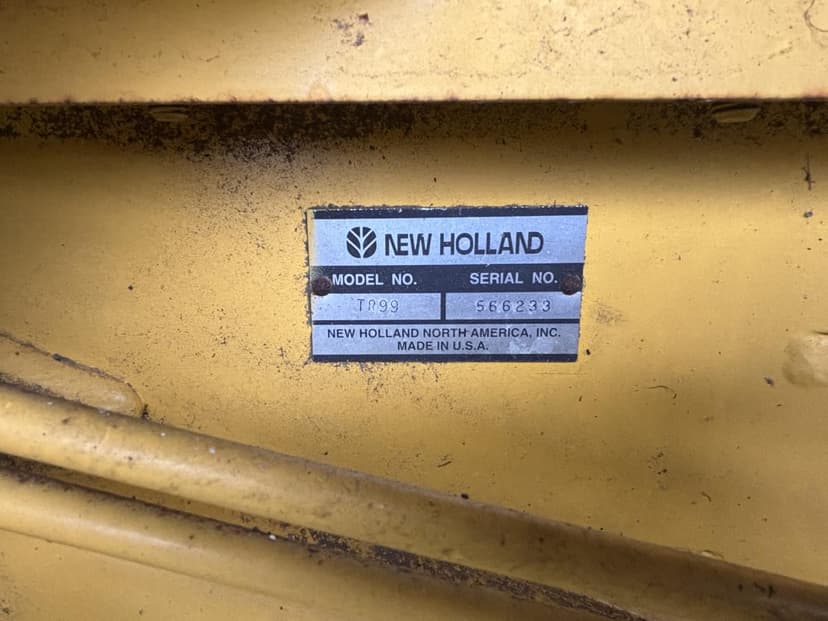 NEW HOLLAND
MODEL NO. SERIAL NO.
TR99 566233
NEW HOLLAND NORTH AMERICA, INC.
MADE IN U.S.A.